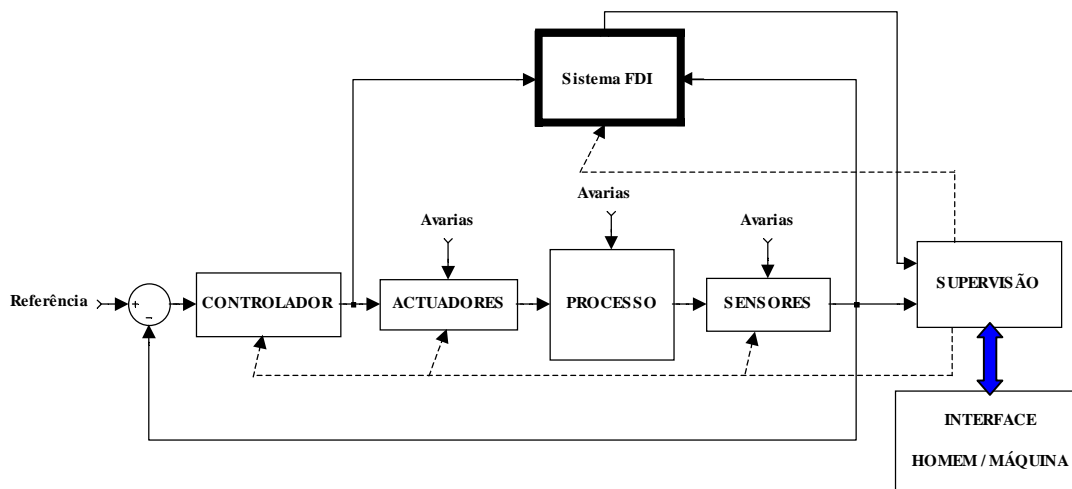 Sistema FDI
Avarias
Avarias
Avarias
Referência
+
-
CONTROLADOR
ACTUADORES
PROCESSO
SENSORES
SUPERVISÃO
INTERFACE
HOMEM / MÁQUINA